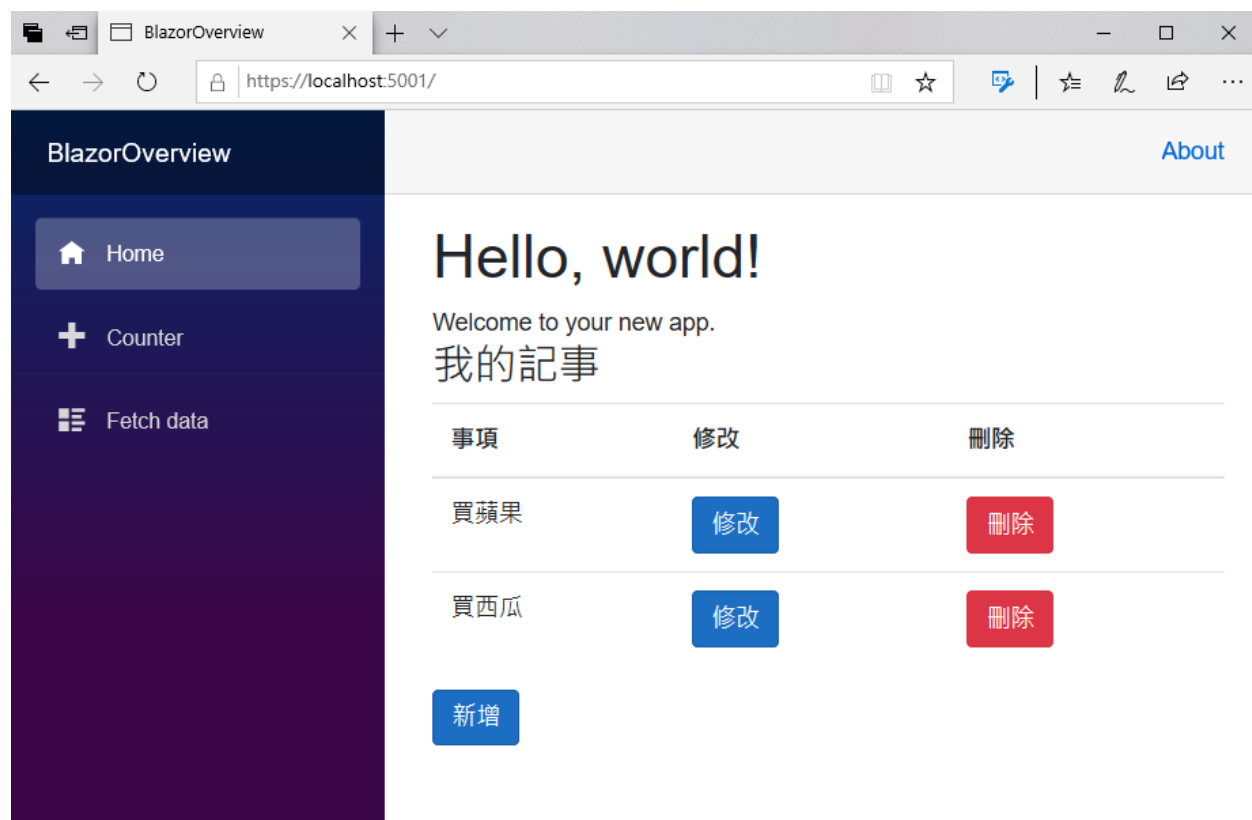 BlazorOverview
https://localhost:5001/
BlazorOverview
About
Home
Counter
Fetch data
Hello, world!
Welcome to your new app.
我的記事
事項 修改 刪除
買蘋果 修改 刪除
買西瓜 修改 刪除
新增